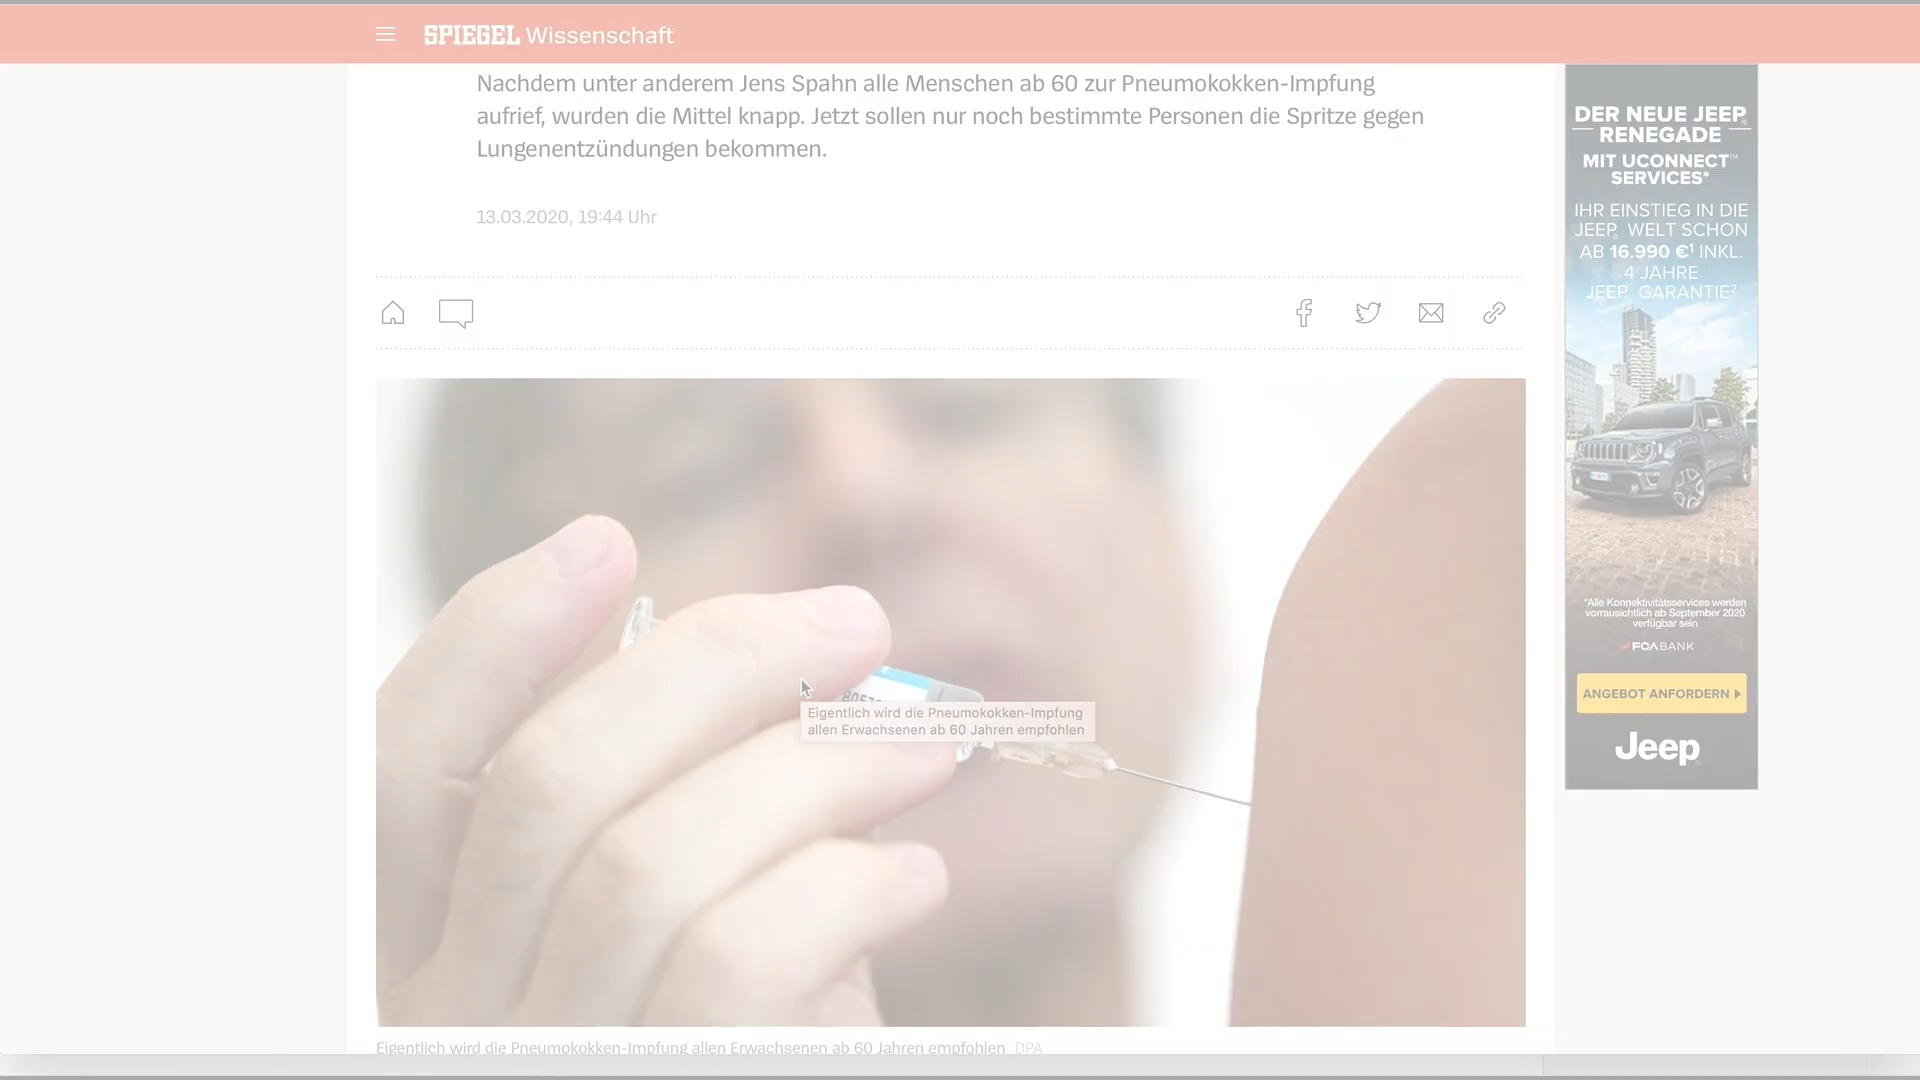 SPIEGEL Wissenschaft
Nachdem unter anderem Jens Spahn alle Menschen ab 60 zur Pneumokokken-Impfung
aufrief, wurden die Mittel knapp. Jetzt sollen nur noch bestimmte Personen die Spritze gegen
Lungenentzündungen bekommen.
13.03.2020, 19:44 Uhr
Eigentlich wird die Pneumokokken-Impfung
allen Erwachsenen ab 60 Jahren empfohlen
Eigentlich wird die Pneumokokken-Impfung allen Erwachsenen ab 60 Jahren empfohlen DPA
DER NEUE JEEP®
RENEGADE
MIT UCONNECT™
SERVICES*
IHR EINSTIEG IN DIE
JEEP® WELT SCHON
AB 16.990 €¹ INKL.
4 JAHRE
JEEP® GARANTIE²
*Alle Konnektivitätsservices werden
vorrausichtlich ab September 2020
verfügbar sein
FCA BANK
ANGEBOT ANFORDERN
Jeep®